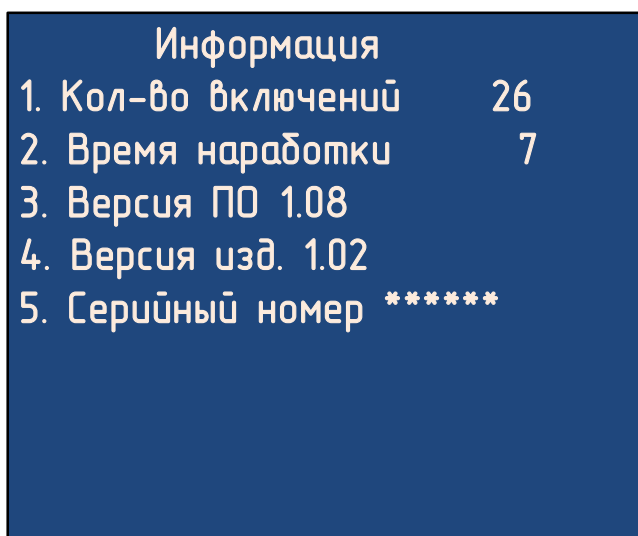 Информация
1. Кол-во включений 26
2. Время наработки 7
3. Версия ПО 1.08
4. Версия изд. 1.02
5. Серийный номер ******